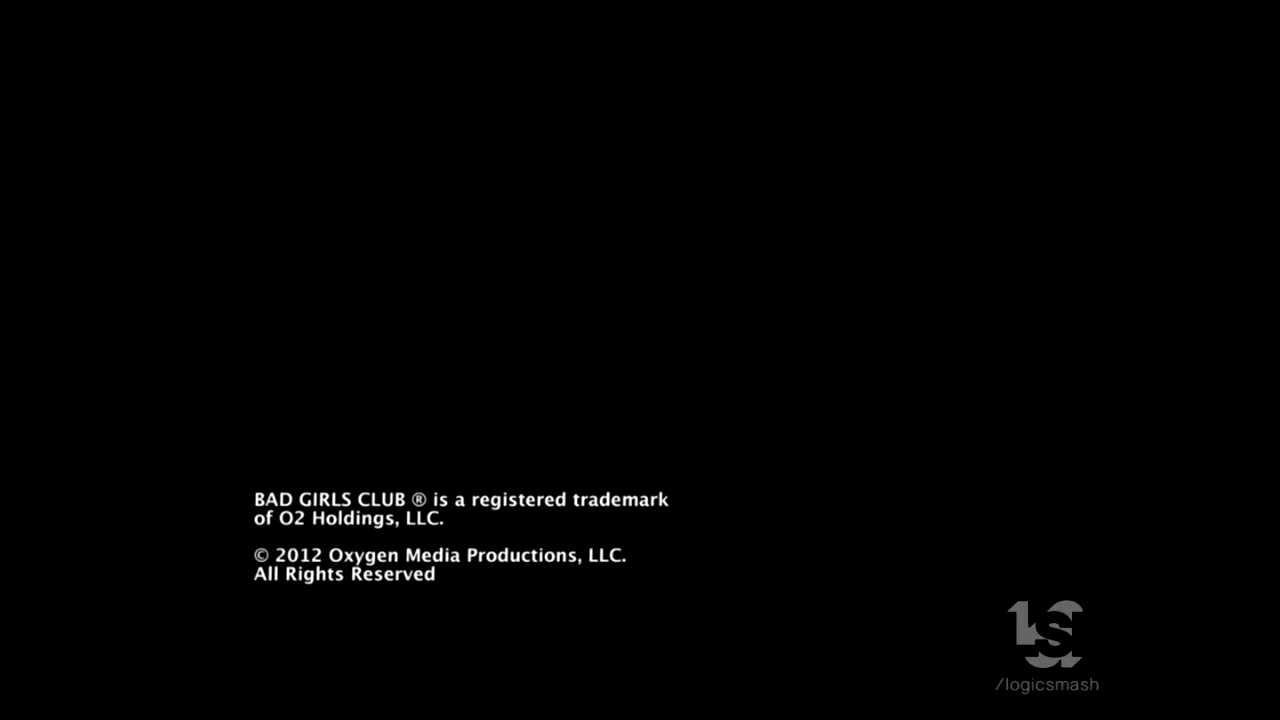 BAD GIRLS CLUB ® is a registered trademark
of O2 Holdings, LLC.
© 2012 Oxygen Media Productions, LLC.
All Rights Reserved
/logicsmash